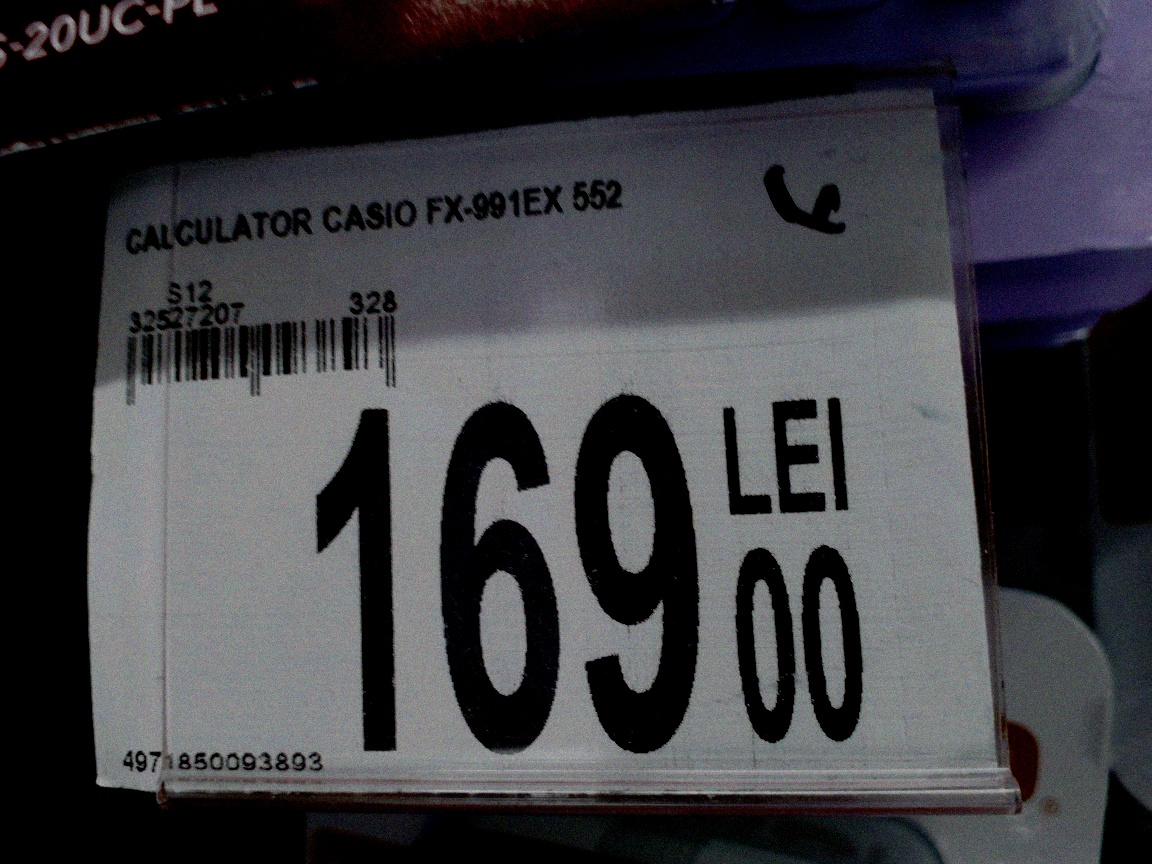 S-20UC-PL
CALCULATOR CASIO FX-991EX 552
S12
32527207 328
169 LEI
00
4971850093893